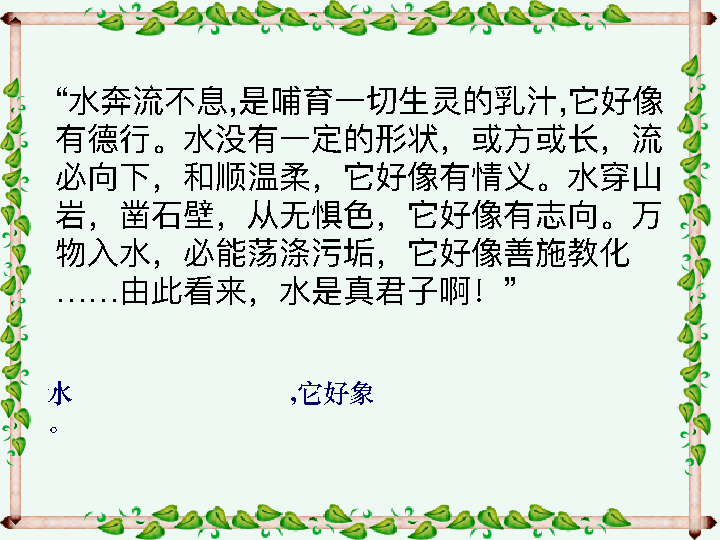 “水奔流不息,是哺育一切生灵的乳汁,它好像
有德行。水没有一定的形状，或方或长，流
必向下，和顺温柔，它好像有情义。水穿山
岩，凿石壁，从无惧色，它好像有志向。万
物入水，必能荡涤污垢，它好像善施教化
……由此看来，水是真君子啊！”
水 ,它好象
。